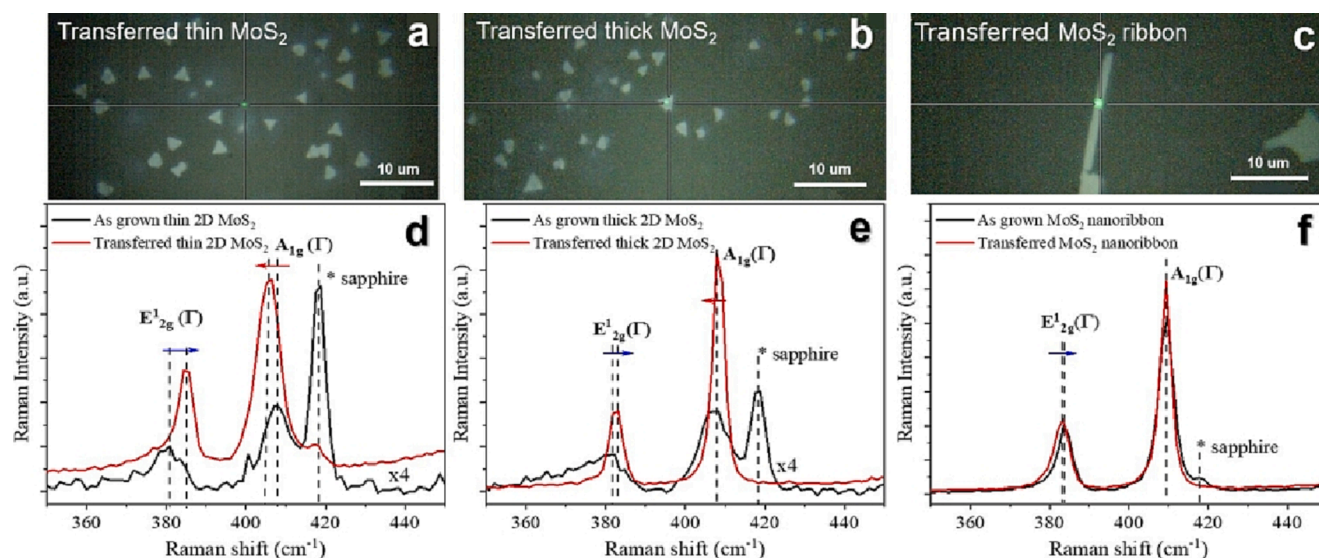 Transferred thin MoS₂
a
10 um
Transferred thick MoS₂
b
10 um
Transferred MoS₂ ribbon
c
10 um
As grown thin 2D MoS₂
Transferred thin 2D MoS₂
d
A₁g(Γ)
* sapphire
E¹₂g (Γ)
x4
Raman Intensity (a.u.)
360 380 400 420 440
Raman shift (cm⁻¹)
As grown thick 2D MoS₂
Transferred thick 2D MoS₂
e
A₁g(Γ)
E¹₂g(Γ)
* sapphire
x4
Raman Intensity (a.u.)
360 380 400 420 440
Raman shift (cm⁻¹)
As grown MoS₂ nanoribbon
Transferred MoS₂ nanoribbon
f
A₁g(Γ)
E¹₂g(Γ)
* sapphire
Raman Intensity (a.u.)
360 380 400 420 440
Raman shift (cm⁻¹)